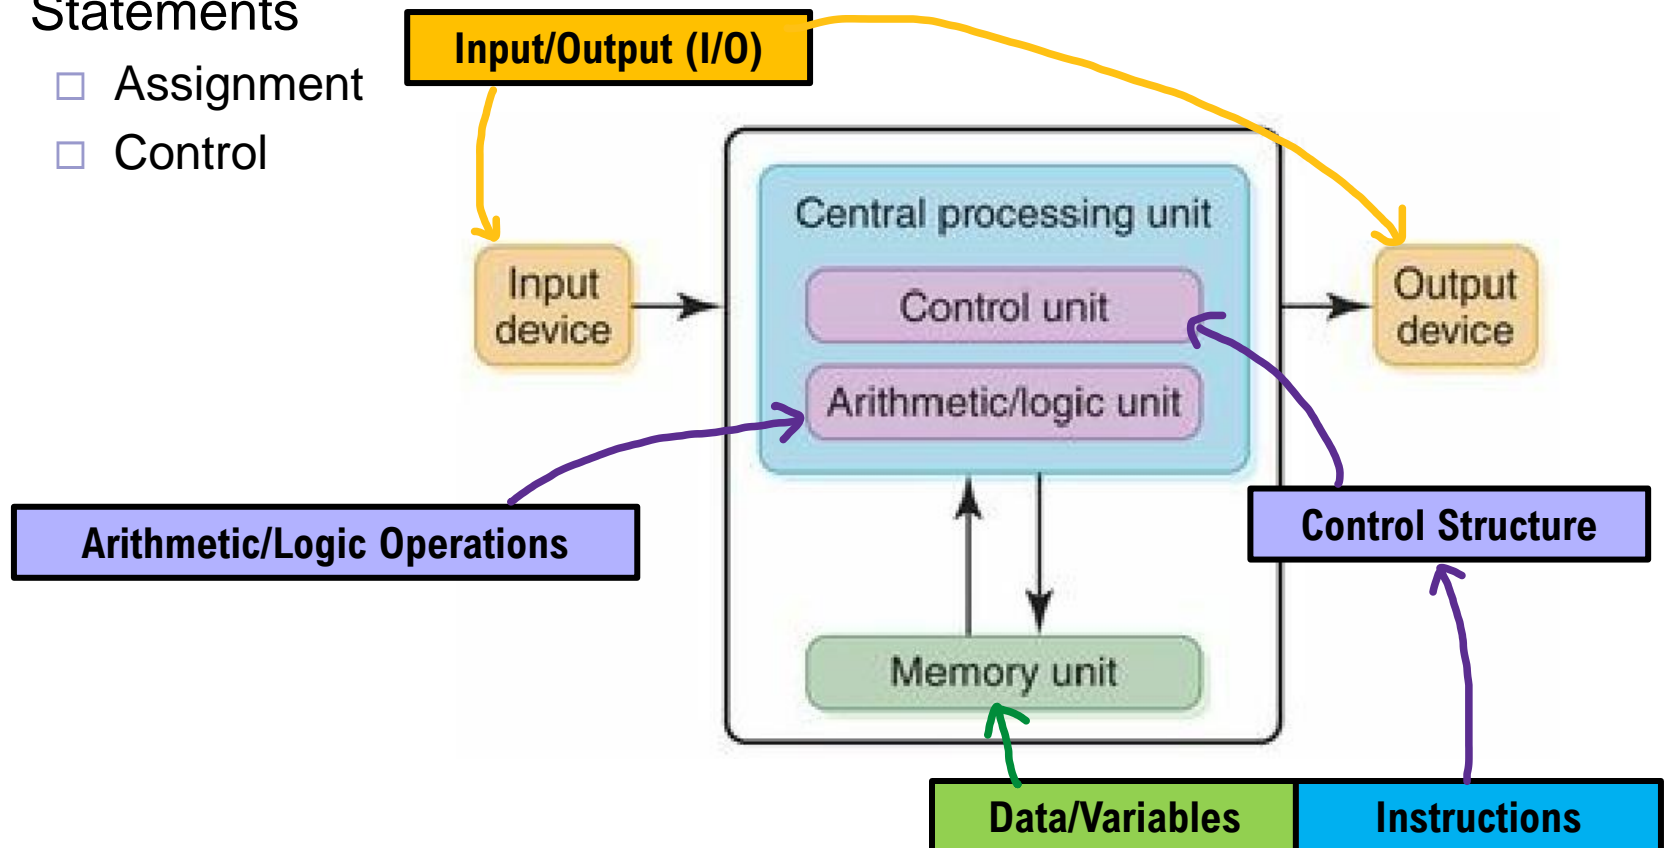 Statements
Assignment
Control
Input/Output (I/O)
Central processing unit
Control unit
Arithmetic/logic unit
Input
device
Output
device
Arithmetic/Logic Operations
Control Structure
Memory unit
Data/Variables
Instructions